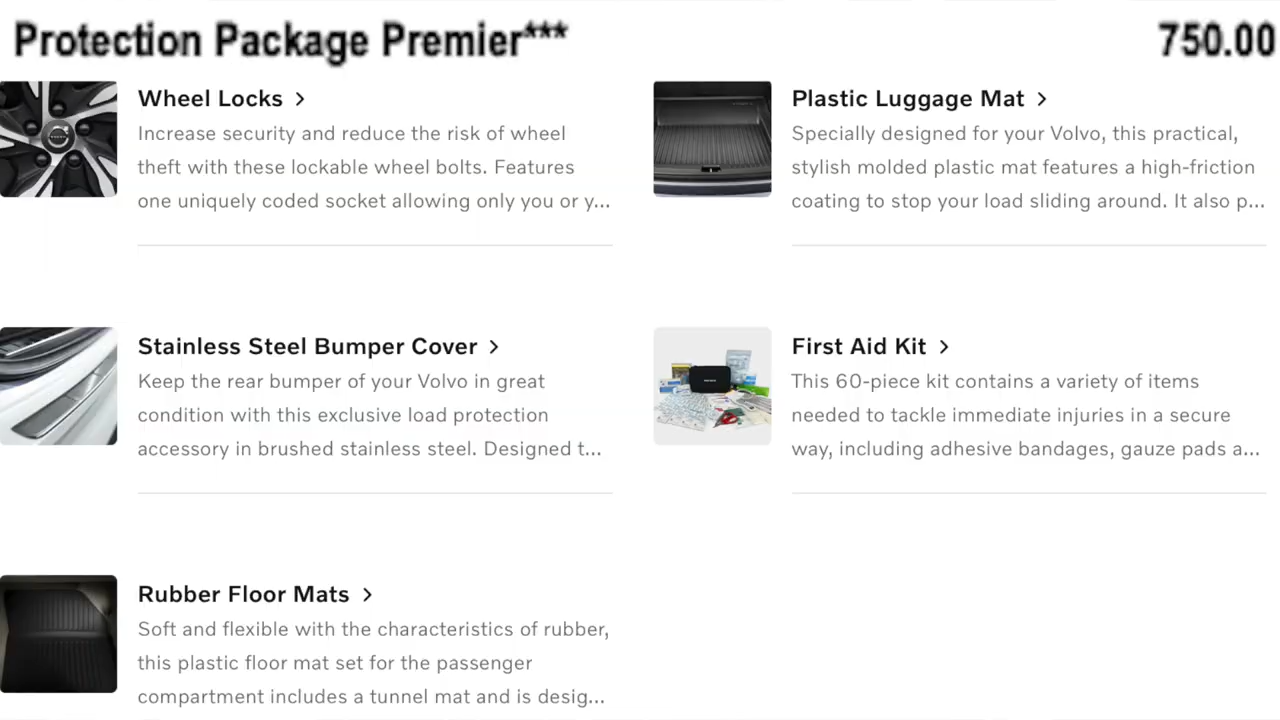 Protection Package Premier*** 750.00
Wheel Locks >
Increase security and reduce the risk of wheel
theft with these lockable wheel bolts. Features
one uniquely coded socket allowing only you or y...
Plastic Luggage Mat >
Specially designed for your Volvo, this practical,
stylish molded plastic mat features a high-friction
coating to stop your load sliding around. It also p...
Stainless Steel Bumper Cover >
Keep the rear bumper of your Volvo in great
condition with this exclusive load protection
accessory in brushed stainless steel. Designed t...
First Aid Kit >
This 60-piece kit contains a variety of items
needed to tackle immediate injuries in a secure
way, including adhesive bandages, gauze pads a...
Rubber Floor Mats >
Soft and flexible with the characteristics of rubber,
this plastic floor mat set for the passenger
compartment includes a tunnel mat and is desig...